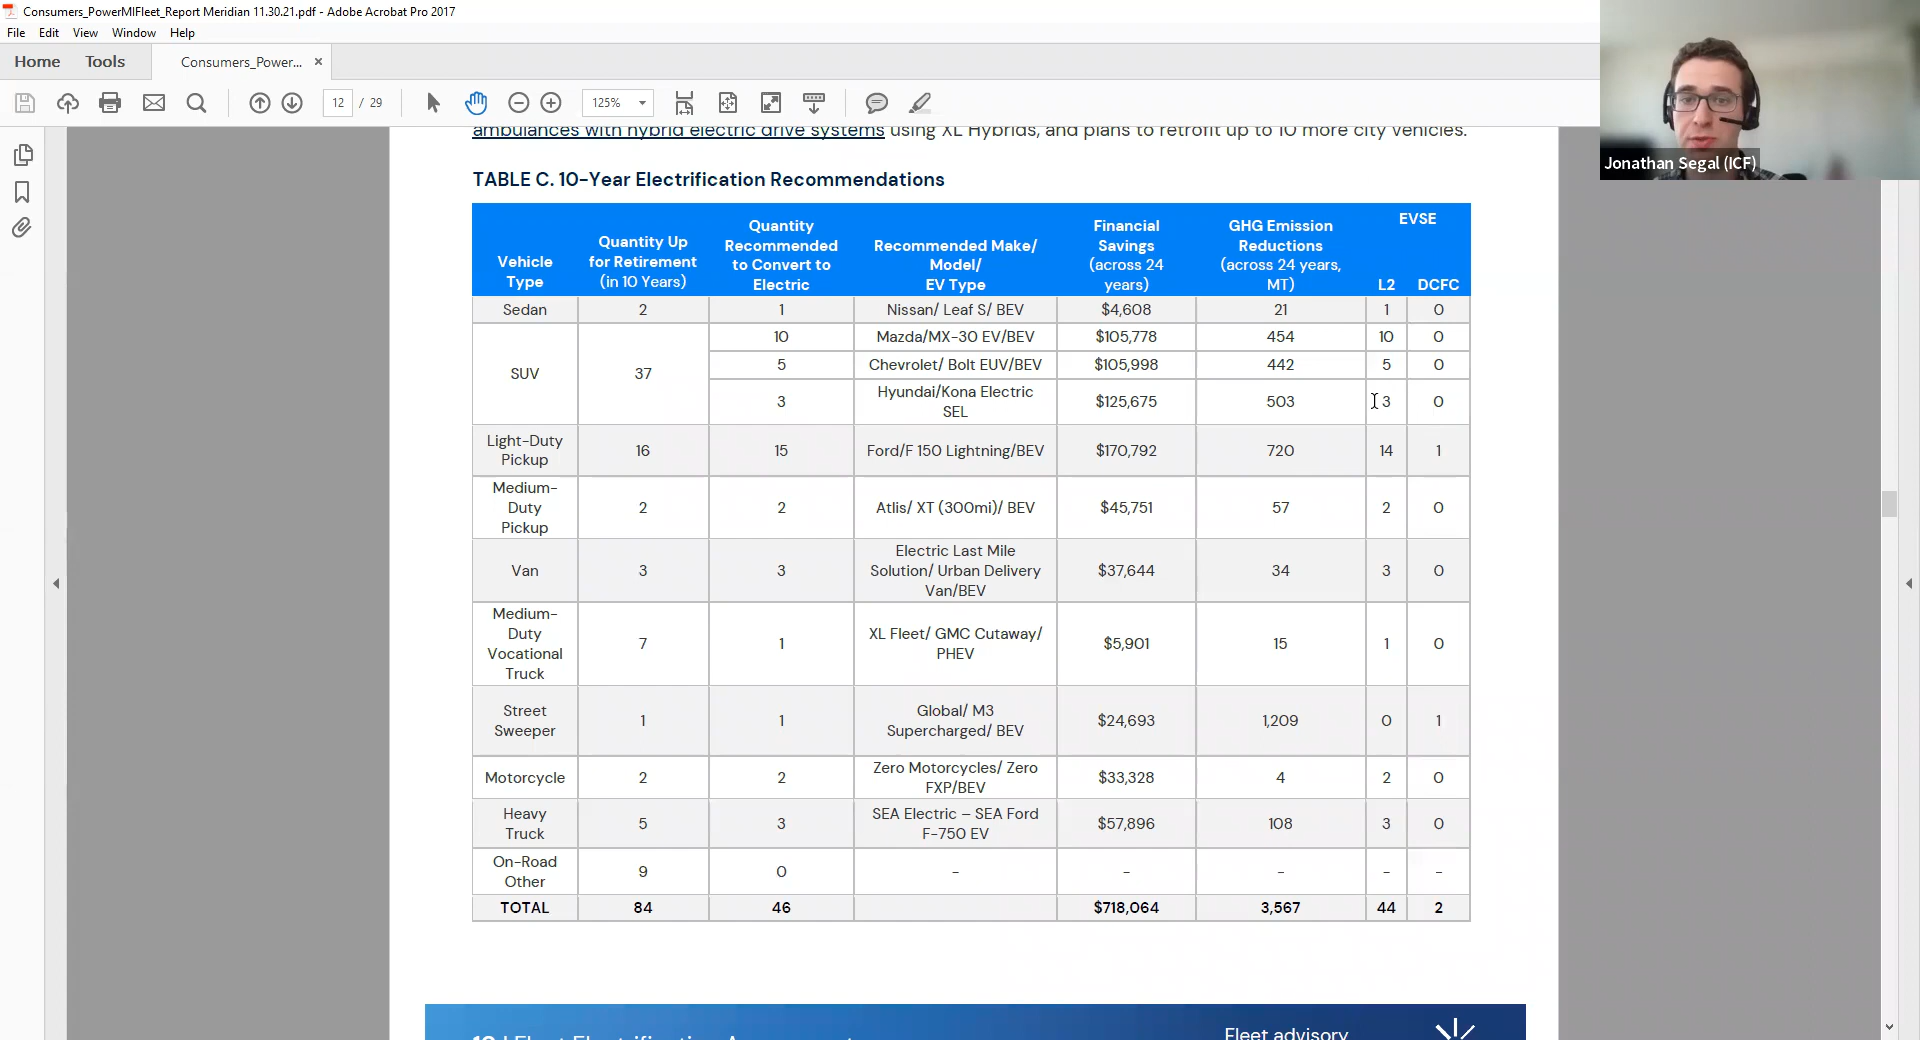 Consumers_PowerMIFleet_Report Meridian 11.30.21.pdf - Adobe Acrobat Pro 2017
File Edit View Window Help
Home Tools Consumers_Power... ×
12 / 29 125%
Jonathan Segal (ICF)
ambulances with hybrid electric drive systems using XL Hybrids, and plans to retrofit up to 10 more city vehicles.
TABLE C. 10-Year Electrification Recommendations
Vehicle
Type
Quantity Up
for Retirement
(in 10 Years)
Quantity
Recommended
to Convert to
Electric
Recommended Make/
Model/
EV Type
Financial
Savings
(across 24
years)
GHG Emission
Reductions
(across 24 years,
MT)
EVSE
L2 DCFC
Sedan 2 1 Nissan/ Leaf S/ BEV $4,608 21 1 0
SUV 37
10 Mazda/MX-30 EV/BEV $105,778 454 10 0
5 Chevrolet/ Bolt EUV/BEV $105,998 442 5 0
3 Hyundai/Kona Electric
SEL $125,675 503 3 0
Light-Duty
Pickup 16 15 Ford/F 150 Lightning/BEV $170,792 720 14 1
Medium-
Duty
Pickup 2 2 Atlis/ XT (300mi)/ BEV $45,751 57 2 0
Van 3 3 Electric Last Mile
Solution/ Urban Delivery
Van/BEV $37,644 34 3 0
Medium-
Duty
Vocational
Truck 7 1 XL Fleet/ GMC Cutaway/
PHEV $5,901 15 1 0
Street
Sweeper 1 1 Global/ M3
Supercharged/ BEV $24,693 1,209 0 1
Motorcycle 2 2 Zero Motorcycles/ Zero
FXP/BEV $33,328 4 2 0
Heavy
Truck 5 3 SEA Electric – SEA Ford
F-750 EV $57,896 108 3 0
On-Road
Other 9 0 - - - - -
TOTAL 84 46 $718,064 3,567 44 2
Fleet advisory